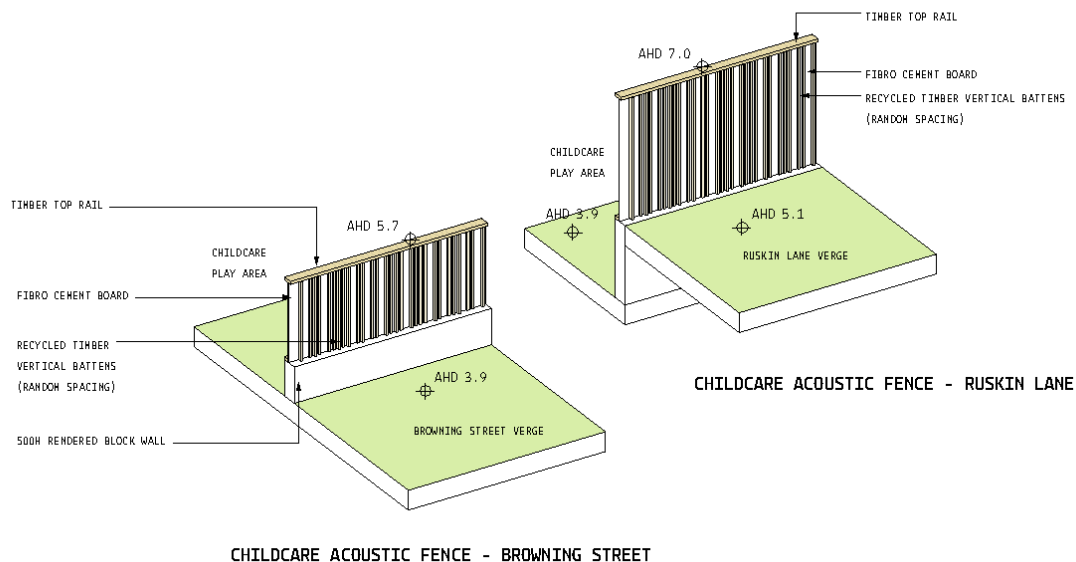 TIMBER TOP RAIL
AHD 7.0
FIBRO CEMENT BOARD
RECYCLED TIMBER VERTICAL BATTENS
(RANDOM SPACING)
CHILDCARE
PLAY AREA
AHD 3.9
AHD 5.1
RUSKIN LANE VERGE
CHILDCARE ACOUSTIC FENCE - RUSKIN LANE
TIMBER TOP RAIL
AHD 5.7
CHILDCARE
PLAY AREA
FIBRO CEMENT BOARD
RECYCLED TIMBER
VERTICAL BATTENS
(RANDOM SPACING)
AHD 3.9
500H RENDERED BLOCK WALL
BROWNING STREET VERGE
CHILDCARE ACOUSTIC FENCE - BROWNING STREET